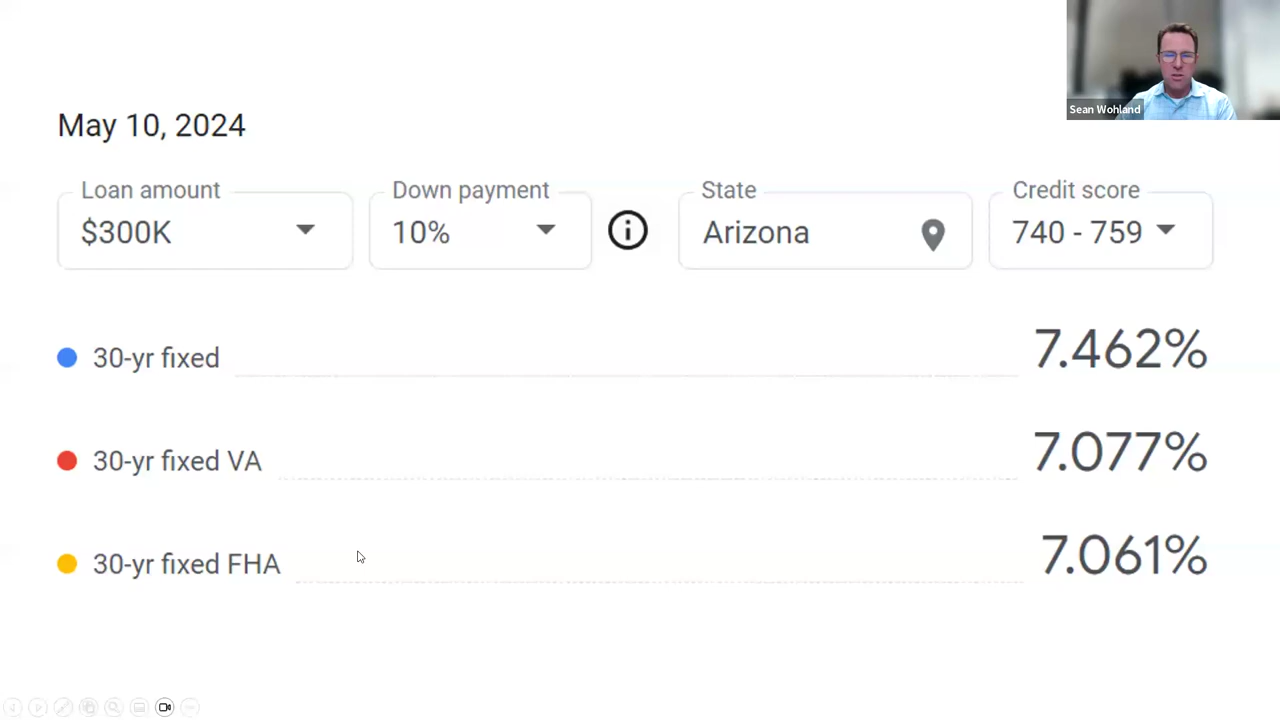 Sean Wohland
May 10, 2024
Loan amount
$300K
Down payment
10%
State
Arizona
Credit score
740 - 759
30-yr fixed
7.462%
30-yr fixed VA
7.077%
30-yr fixed FHA
7.061%